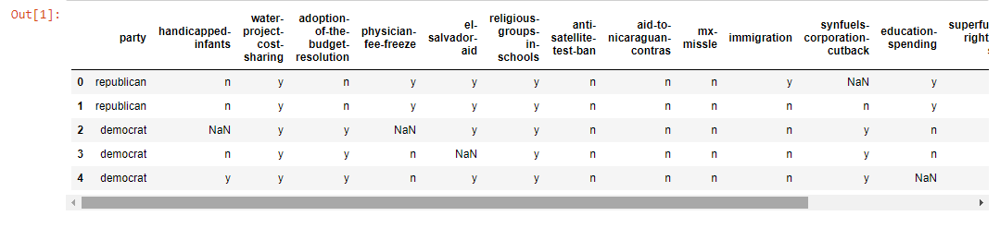 Out[1]:
party handicapped-infants water-project-cost-sharing adoption-of-the-budget-resolution physician-fee-freeze el-salvador-aid religious-groups-in-schools anti-satellite-test-ban aid-to-nicaraguan-contras mx-missle immigration synfuels-corporation-cutback education-spending superfu right s
0 republican n y n y y y n n n y NaN y
1 republican n y n y y y n n n n n y
2 democrat NaN y y NaN y y n n n n y n
3 democrat n y y n NaN y n n n n y n
4 democrat y y y n y y n n n n y NaN